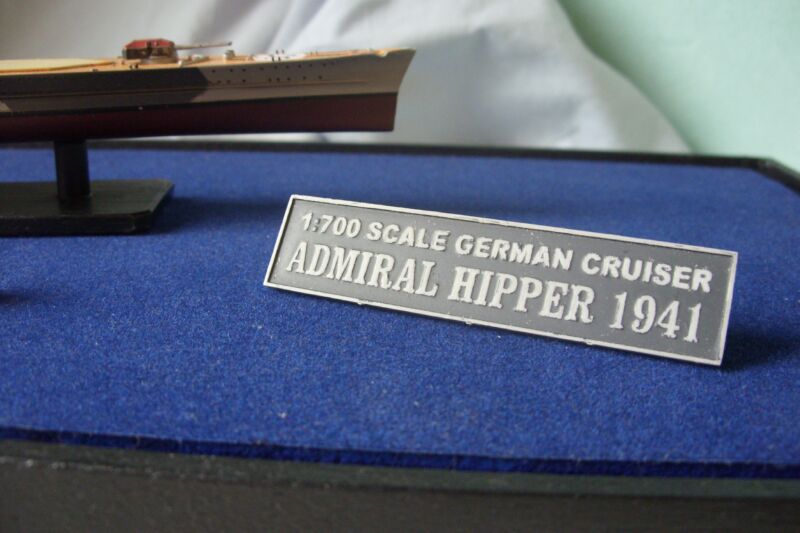 1:700 SCALE GERMAN CRUISER
ADMIRAL HIPPER 1941